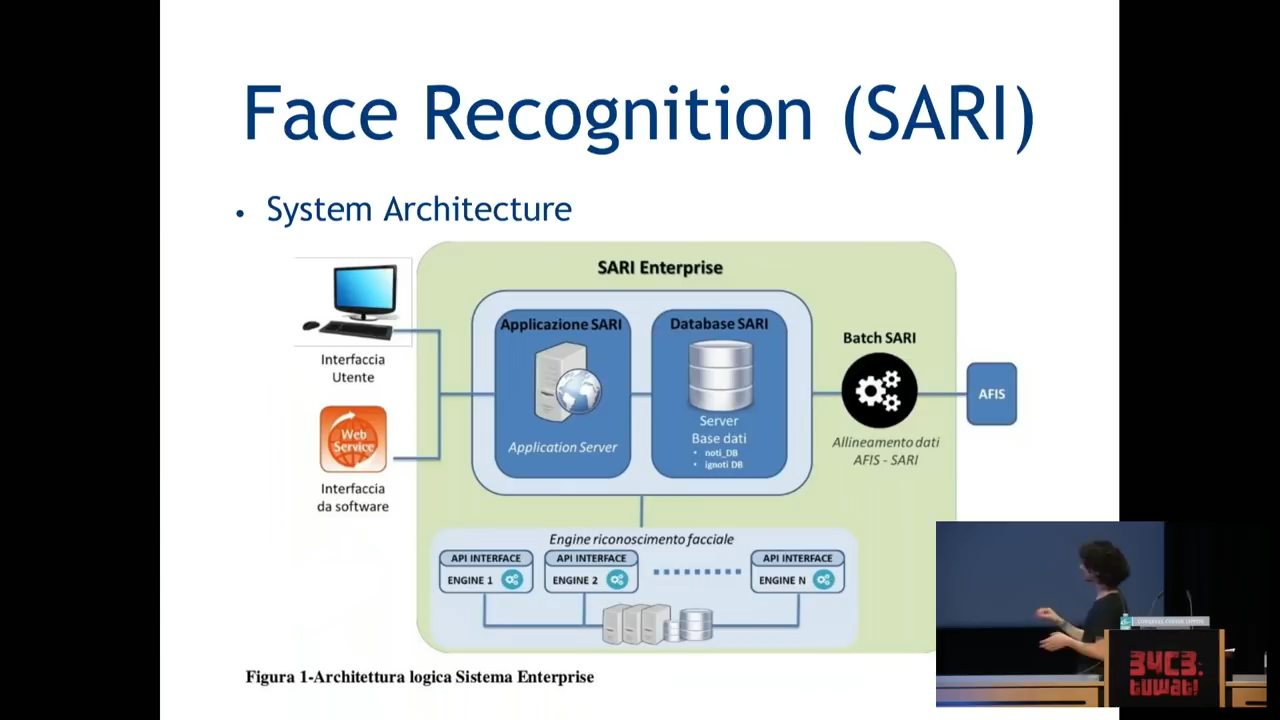 Face Recognition (SARI)
• System Architecture
SARI Enterprise
Applicazione SARI
Database SARI
Batch SARI
Interfaccia
Utente
Web
Service
Interfaccia
da software
Application Server
Server
Base dati
• noti_DB
• ignoti DB
Allineamento dati
AFIS - SARI
AFIS
Engine riconoscimento facciale
API INTERFACE
ENGINE 1
API INTERFACE
ENGINE 2
API INTERFACE
ENGINE N
Figura 1-Architettura logica Sistema Enterprise
34C3.
tuwat!